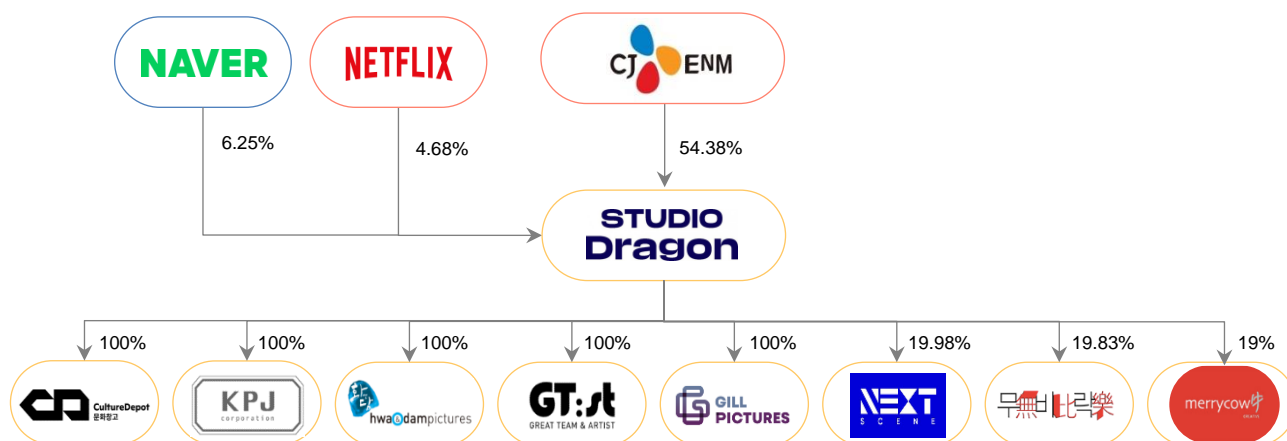 NAVER
NETFLIX
CJ ENM
6.25%
4.68%
54.38%
STUDIO
Dragon
100%
100%
100%
100%
100%
19.98%
19.83%
19%
CultureDepot
문화창고
KPJ
corporation
화담
hwa&dampictures
GT:st
GREAT TEAM & ARTIST
GILL
PICTURES
NEXT
SCENE
무無비比락樂
merrycow